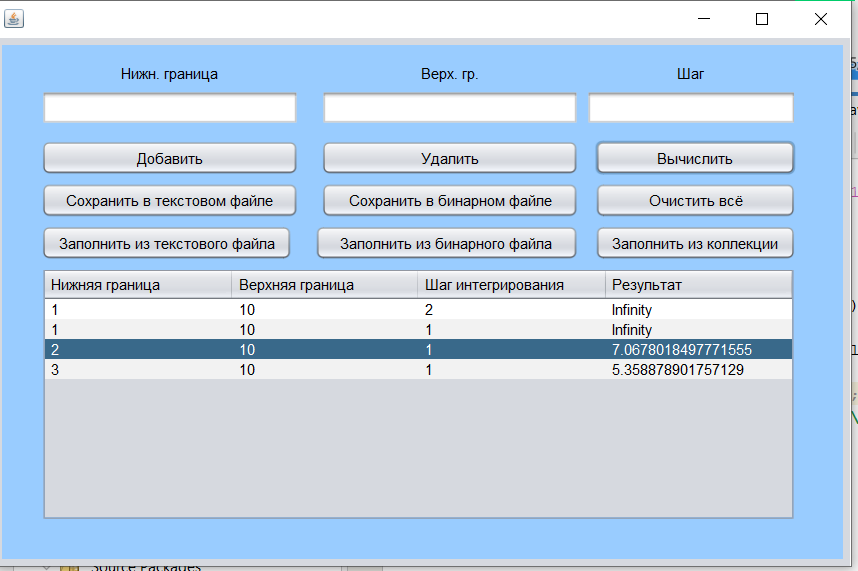 Нижн. граница Верх. гр. Шаг
Добавить Удалить Вычислить
Сохранить в текстовом файле Сохранить в бинарном файле Очистить всё
Заполнить из текстового файла Заполнить из бинарного файла Заполнить из коллекции
Нижняя граница Верхняя граница Шаг интегрирования Результат
1 10 2 Infinity
1 10 1 Infinity
2 10 1 7.0678018497771555
3 10 1 5.358878901757129
Source Packages